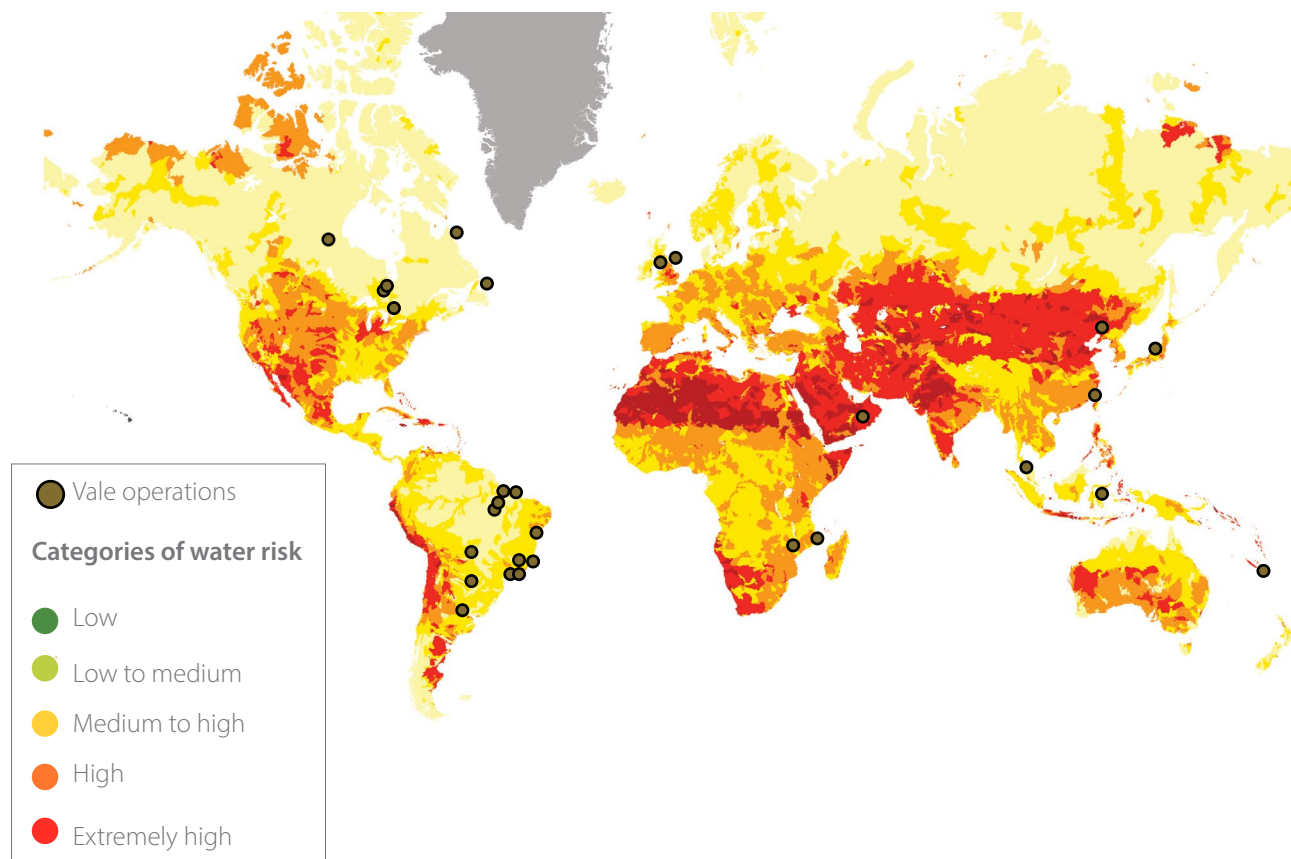 Vale operations
Categories of water risk
Low
Low to medium
Medium to high
High
Extremely high